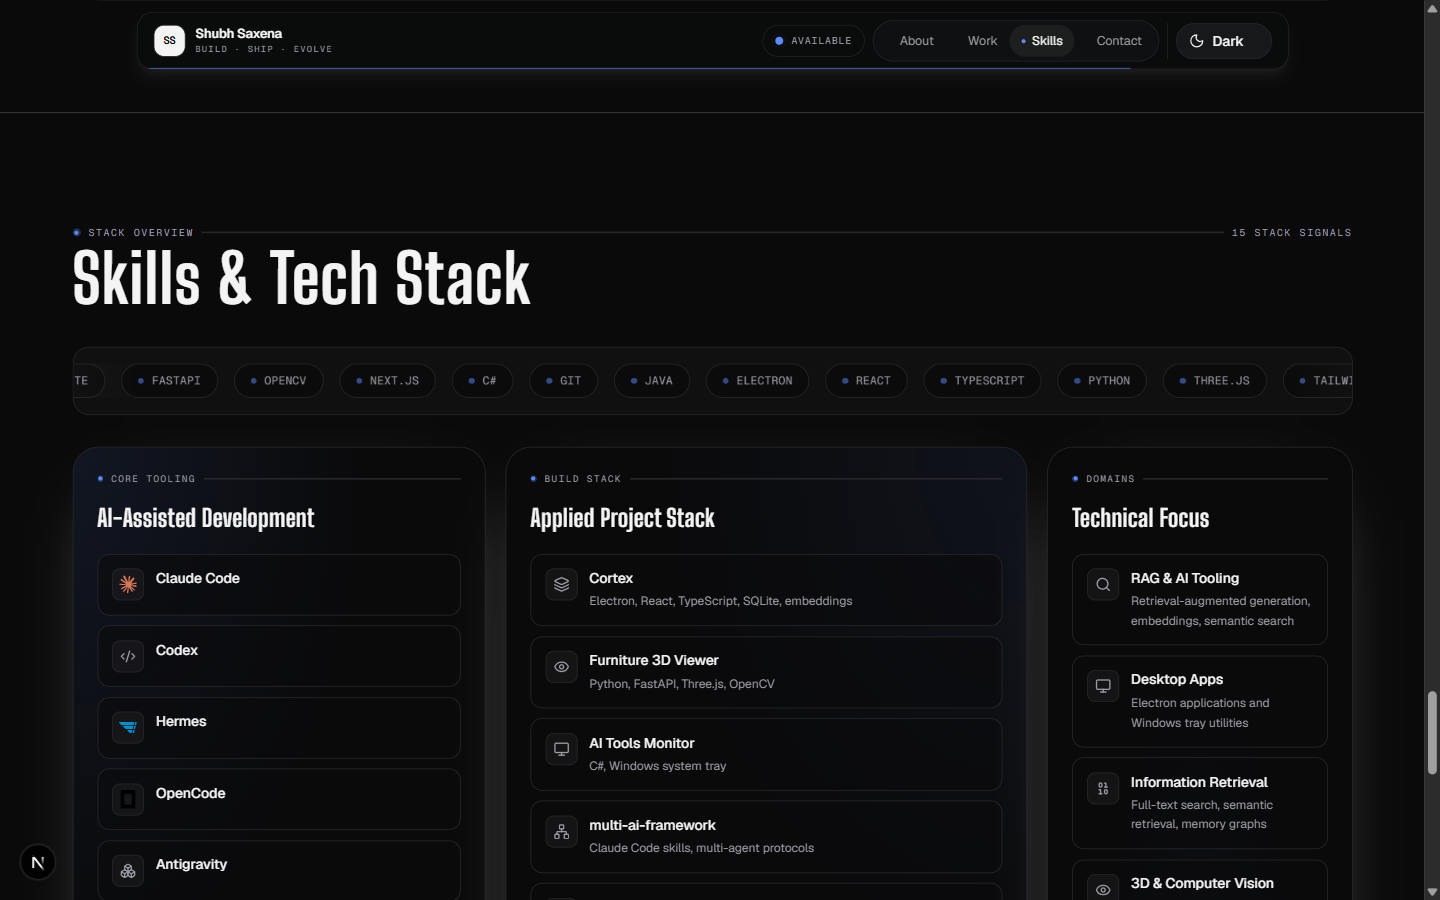 SS
Shubh Saxena
BUILD · SHIP · EVOLVE
AVAILABLE
About
Work
Skills
Contact
Dark
STACK OVERVIEW
15 STACK SIGNALS
Skills & Tech Stack
TE
FASTAPI
OPENCV
NEXT.JS
C#
GIT
JAVA
ELECTRON
REACT
TYPESCRIPT
PYTHON
THREE.JS
TAILWI
CORE TOOLING
AI-Assisted Development
Claude Code
Codex
Hermes
OpenCode
Antigravity
BUILD STACK
Applied Project Stack
Cortex
Electron, React, TypeScript, SQLite, embeddings
Furniture 3D Viewer
Python, FastAPI, Three.js, OpenCV
AI Tools Monitor
C#, Windows system tray
multi-ai-framework
Claude Code skills, multi-agent protocols
DOMAINS
Technical Focus
RAG & AI Tooling
Retrieval-augmented generation,
embeddings, semantic search
Desktop Apps
Electron applications and
Windows tray utilities
01
10
Information Retrieval
Full-text search, semantic
retrieval, memory graphs
3D & Computer Vision
N